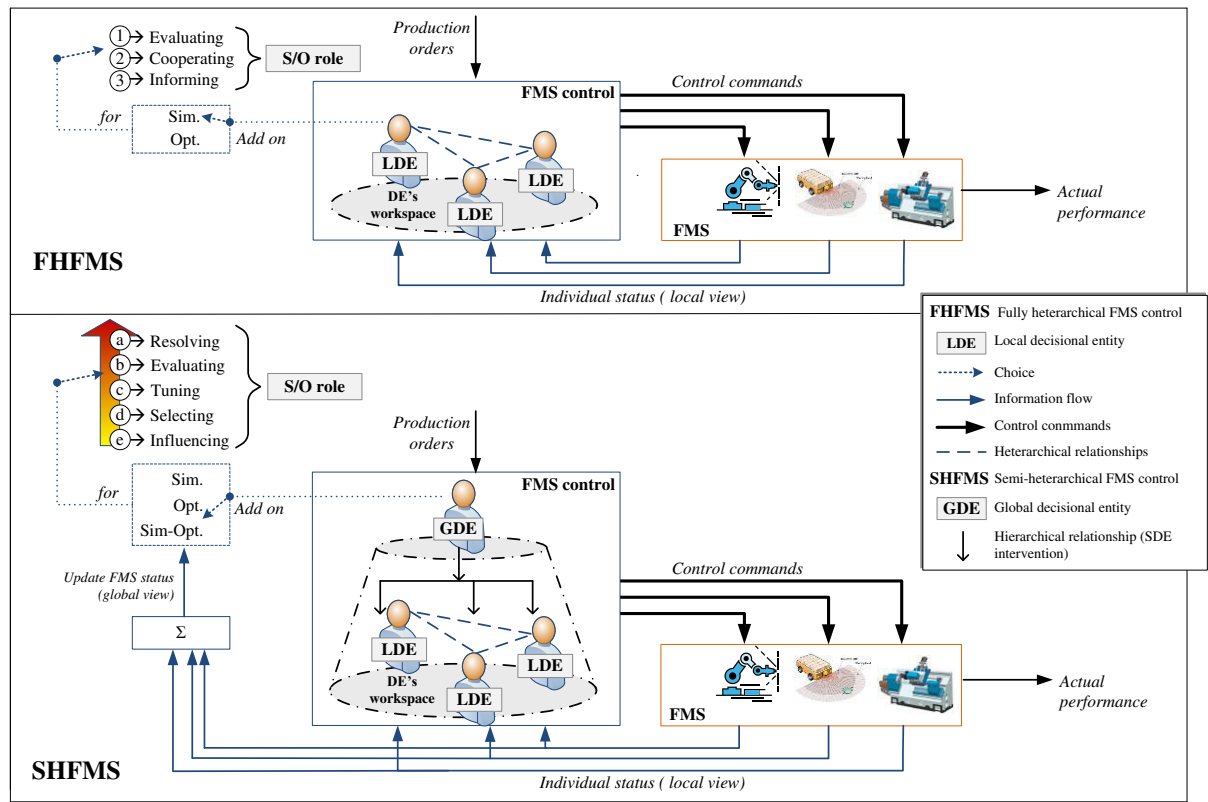 1 Evaluating
2 Cooperating
3 Informing
S/O role
for
Sim.
Opt.
Add on
Production
orders
FMS control
LDE
LDE
LDE
DE's
workspace
Control commands
FMS
Actual
performance
Individual status ( local view)
FHFMS
a Resolving
b Evaluating
c Tuning
d Selecting
e Influencing
S/O role
for
Sim.
Opt.
Sim-Opt.
Add on
Update FMS status
(global view)
Σ
Production
orders
FMS control
GDE
LDE
LDE
LDE
DE's
workspace
Control commands
FMS
Actual
performance
Individual status ( local view)
SHFMS
FHFMS Fully heterarchical FMS control
LDE Local decisional entity
Choice
Information flow
Control conmmands
Heterarchical relationships
SHFMS Semi-heterarchical FMS control
GDE Global decisional entity
Hierarchical relationship (SDE
intervention)